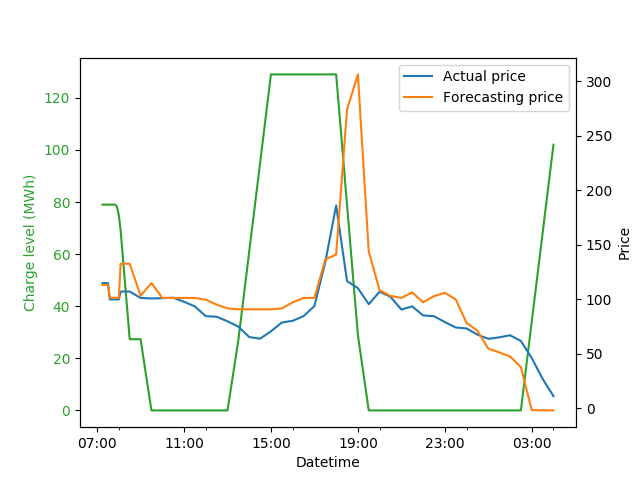 Actual price
Forecasting price
120
100
80
60
40
20
0
Charge level (MWh)
300
250
200
150
100
50
0
Price
07:00 11:00 15:00 19:00 23:00 03:00
Datetime